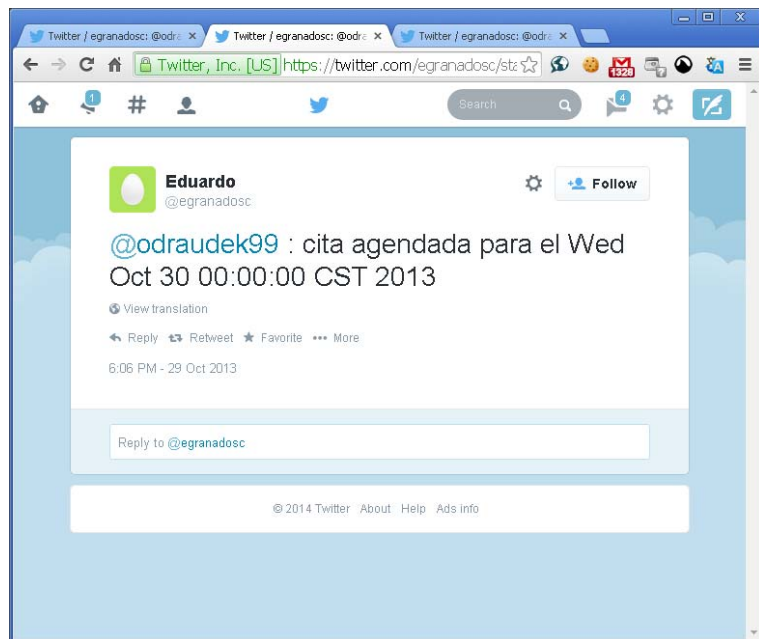 Twitter / egranadosc: @odra
Twitter / egranadosc: @odra
Twitter / egranadosc: @odra
Twitter, Inc. [US] https://twitter.com/egranadosc/sta
1326
1
#
Search
4
Eduardo
@egranadosc
Follow
@odraudek99 : cita agendada para el Wed
Oct 30 00:00:00 CST 2013
View translation
Reply Retweet Favorite ••• More
6:06 PM - 29 Oct 2013
Reply to @egranadosc
© 2014 Twitter About Help Ads info